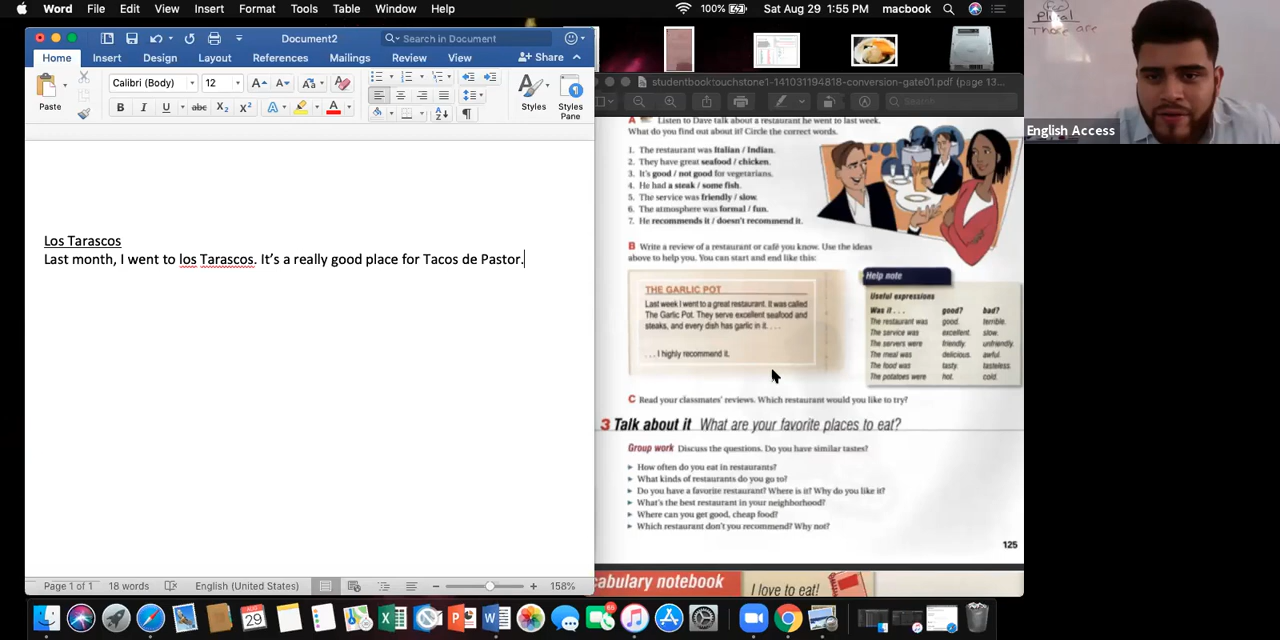 Word File Edit View Insert Format Tools Table Window Help 100% Sat Aug 29 1:55 PM macbook
Document2 Search in Document
studentbooktouchstone1-141031194818-conversion-gate01.pdf (page 13...
Home Insert Design Layout References Mailings Review View Share
Calibri (Body) 12
Paste Styles Styles Pane
Search
Plural
Those are
English Access
Los Tarascos
Last month, I went to los Tarascos. It's a really good place for Tacos de Pastor.
A Listen to Dave talk about a restaurant he went to last week.
What do you find out about it? Circle the correct words.
1. The restaurant was Italian / Indian.
2. They have great seafood / chicken.
3. It's good / not good for vegetarians.
4. He had a steak / some fish.
5. The service was friendly / slow.
6. The atmosphere was formal / fun.
7. He recommends it / doesn't recommend it.
B Write a review of a restaurant or café you know. Use the ideas
above to help you. You can start and end like this:
THE GARLIC POT
Last week I went to a great restaurant. It was called
The Garlic Pot. They serve excellent seafood and
steaks, and every dish has garlic in it. . . .
. . . I highly recommend it.
Help note
Useful expressions
Was it . . . good? bad?
The restaurant was good. terrible.
The service was excellent. slow.
The servers were friendly. unfriendly.
The meal was delicious. awful.
The food was tasty. tasteless.
The potatoes were hot. cold.
C Read your classmates' reviews. Which restaurant would you like to try?
3 Talk about it What are your favorite places to eat?
Group work Discuss the questions. Do you have similar tastes?
▸ How often do you eat in restaurants?
▸ What kinds of restaurants do you go to?
▸ Do you have a favorite restaurant? Where is it? Why do you like it?
▸ What's the best restaurant in your neighborhood?
▸ Where can you get good, cheap food?
▸ Which restaurant don't you recommend? Why not?
125
cabulary notebook I love to eat!
Page 1 of 1 18 words English (United States) 158%
AUG
29